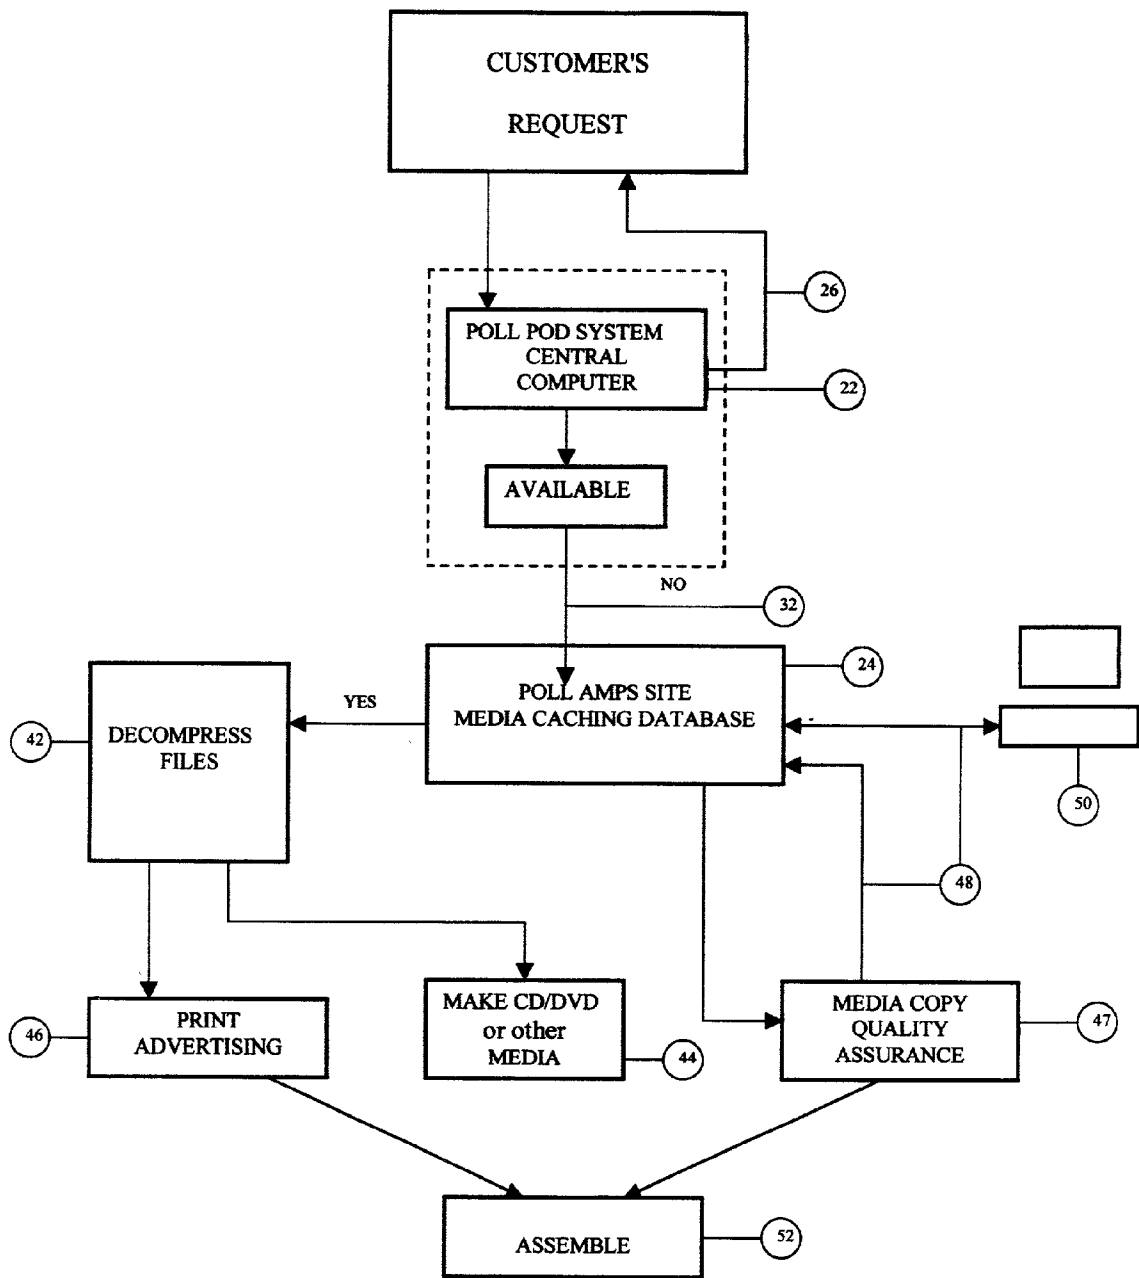 CUSTOMER'S
REQUEST
26
POLL POD SYSTEM
CENTRAL
COMPUTER
22
AVAILABLE
NO
32
24
POLL AMPS SITE
MEDIA CACHING DATABASE
YES
DECOMPRESS
FILES
42
50
48
MAKE CD/DVD
or other
MEDIA
44
MEDIA COPY
QUALITY
ASSURANCE
47
PRINT
ADVERTISING
46
ASSEMBLE
52